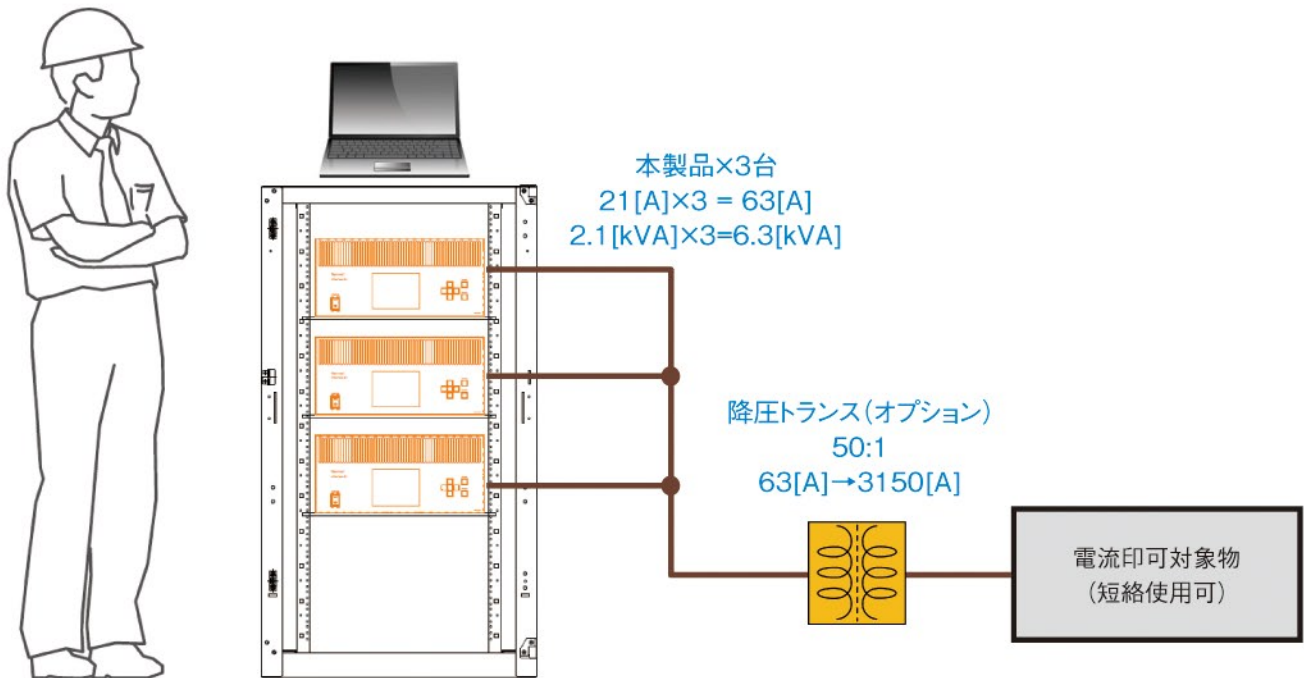 本製品×3台
21[A]×3 = 63[A]
2.1[kVA]×3=6.3[kVA]
降圧トランス(オプション)
50:1
63[A]→3150[A]
電流印可対象物
(短絡使用可)